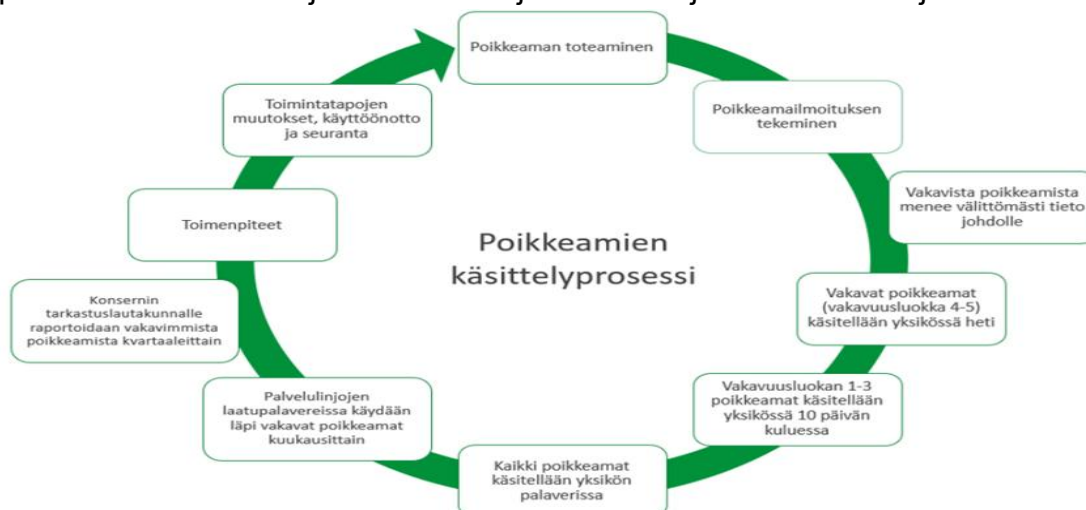 Poikkeaman toteaminen
Poikkeamailmoituksen
tekeminen
Vakavista poikkeamista
menee välittömästi tieto
johdolle
Vakavat poikkeamat
(vakavuusluokka 4-5)
käsitellään yksikössä heti
Vakavuusluokan 1-3
poikkeamat käsitellään
yksikössä 10 päivän
kuluessa
Kaikki poikkeamat
käsitellään yksikön
palaverissa
Palvelulinjojen
laatupalavereissa käydään
läpi vakavat poikkeamat
kuukausittain
Konsernin
tarkastuslautakunnalle
raportoidaan vakavimmista
poikkeamista kvartaaleittain
Toimenpiteet
Toimintatapojen
muutokset, käyttöönotto
ja seuranta
Poikkeamien
käsittelyprosessi